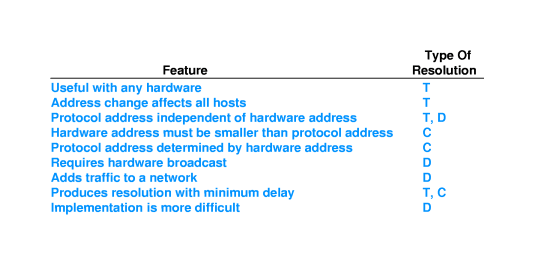 Type Of
Feature Resolution
Useful with any hardware T
Address change affects all hosts T
Protocol address independent of hardware address T, D
Hardware address must be smaller than protocol address C
Protocol address determined by hardware address C
Requires hardware broadcast D
Adds traffic to a network D
Produces resolution with minimum delay T, C
Implementation is more difficult D